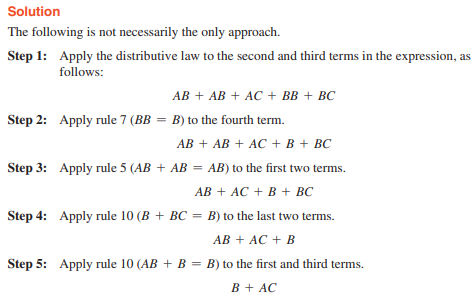 Solution
The following is not necessarily the only approach.
Step 1: Apply the distributive law to the second and third terms in the expression, as
follows:
AB + AB + AC + BB + BC
Step 2: Apply rule 7 (BB = B) to the fourth term.
AB + AB + AC + B + BC
Step 3: Apply rule 5 (AB + AB = AB) to the first two terms.
AB + AC + B + BC
Step 4: Apply rule 10 (B + BC = B) to the last two terms.
AB + AC + B
Step 5: Apply rule 10 (AB + B = B) to the first and third terms.
B + AC